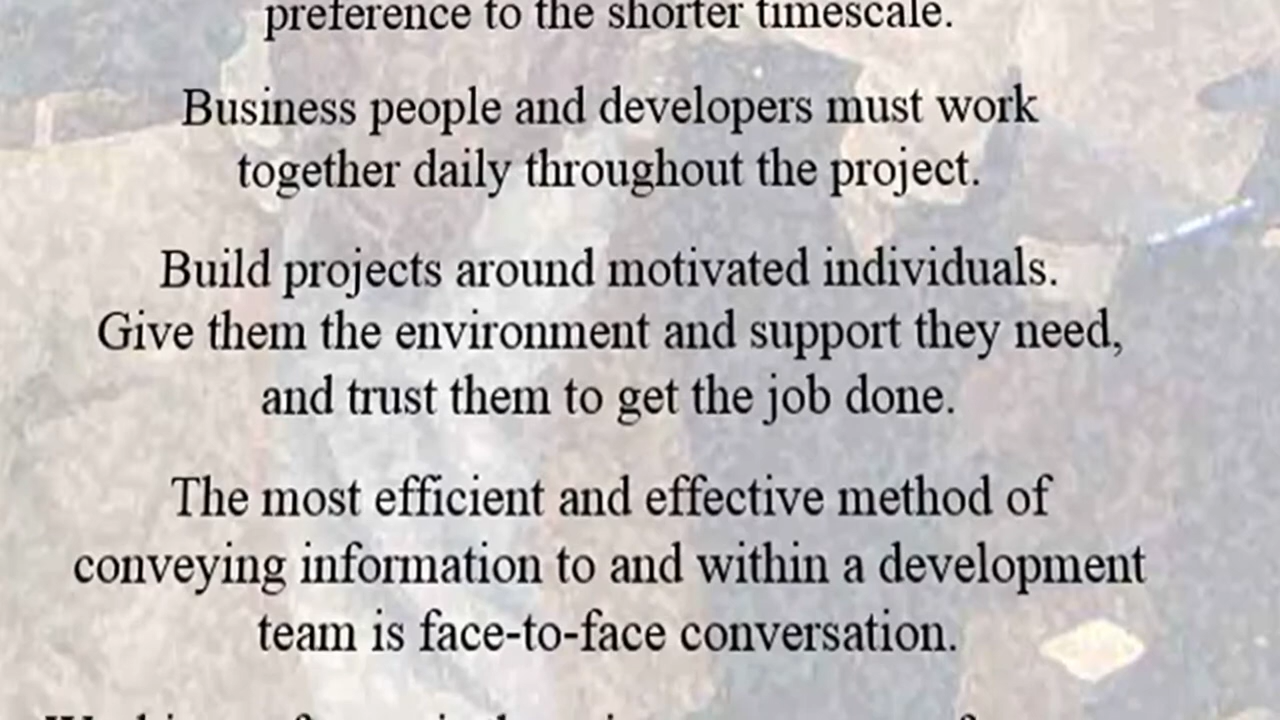 preference to the shorter timescale.
Business people and developers must work
together daily throughout the project.
Build projects around motivated individuals.
Give them the environment and support they need,
and trust them to get the job done.
The most efficient and effective method of
conveying information to and within a development
team is face-to-face conversation.